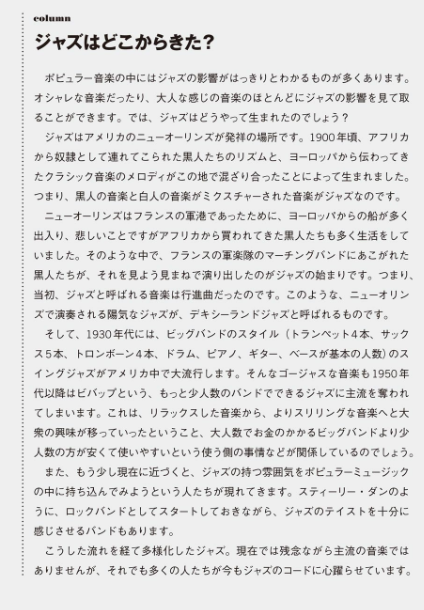 column
ジャズはどこからきた？
ポピュラー音楽の中にはジャズの影響がはっきりとわかるものが多くあります。
オシャレな音楽だったり、大人な感じの音楽のほとんどにジャズの影響を見て取
ることができます。では、ジャズはどうやって生まれたのでしょう？
ジャズはアメリカのニューオーリンズが発祥の場所です。1900年頃、アフリカ
から奴隷として連れてこられた黒人たちのリズムと、ヨーロッパから伝わってき
たクラシック音楽のメロディがこの地で混ざり合ったことによって生まれました。
つまり、黒人の音楽と白人の音楽がミクスチャーされた音楽がジャズなのです。
ニューオーリンズはフランスの軍港であったために、ヨーロッパからの船が多く
出入り、悲しいことですがアフリカから買われてきた黒人たちも多く生活をして
いました。そのような中で、フランスの軍楽隊のマーチングバンドにあこがれた
黒人たちが、それを見よう見まねで演り出したのがジャズの始まりです。つまり、
当初、ジャズと呼ばれる音楽は行進曲だったのです。このような、ニューオリン
ズで演奏される陽気なジャズが、デキシーランドジャズと呼ばれるものです。
そして、1930年代には、ビッグバンドのスタイル（トランペット4本、サック
ス5本、トロンボーン4本、ドラム、ピアノ、ギター、ベースが基本の人数）のス
イングジャズがアメリカ中で大流行します。そんなゴージャスな音楽も1950年
代以降はビバップという、もっと少人数のバンドでできるジャズに主流を奪われ
てしまいます。これは、リラックスした音楽から、よりスリリングな音楽へと大
衆の興味が移っていったということ、大人数でお金のかかるビッグバンドより少
人数の方が安くて使いやすいという使う側の事情などが関係しているのでしょう。
また、もう少し現在に近づくと、ジャズの持つ雰囲気をポピュラーミュージック
の中に持ち込んでみようという人たちが現れてきます。スティーリー・ダンのよ
うに、ロックバンドとしてスタートしておきながら、ジャズのテイストを十分に
感じさせるバンドもあります。
こうした流れを経て多様化したジャズ。現在では残念ながら主流の音楽では
ありませんが、それでも多くの人たちが今もジャズのコードに心躍らせています。